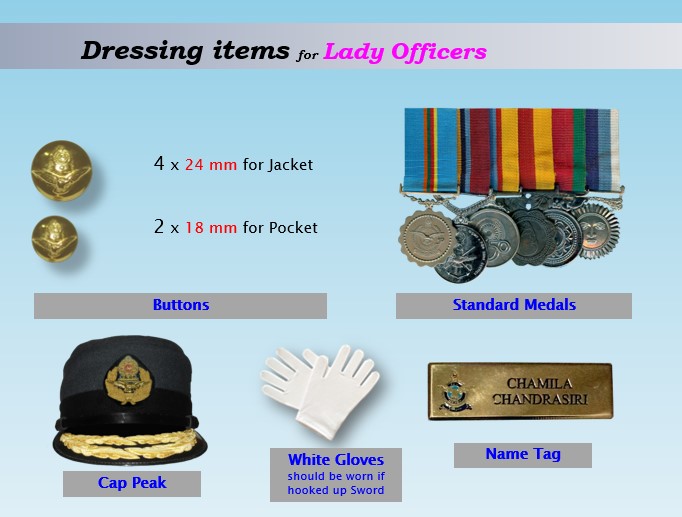 Dressing items for Lady Officers
4 x 24 mm for Jacket
2 x 18 mm for Pocket
Buttons
Standard Medals
CHAMILA
CHANDRASIRI
Cap Peak
White Gloves
should be worn if
hooked up Sword
Name Tag